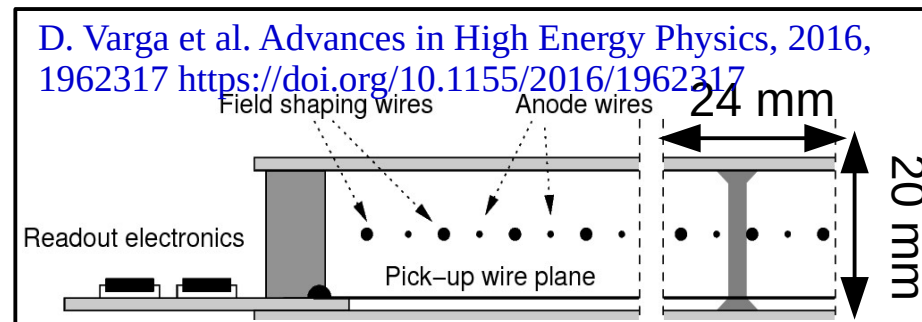 D. Varga et al. Advances in High Energy Physics, 2016,
1962317 https://doi.org/10.1155/2016/1962317
Field shaping wires
Anode wires
24 mm
20 mm
Readout electronics
Pick-up wire plane